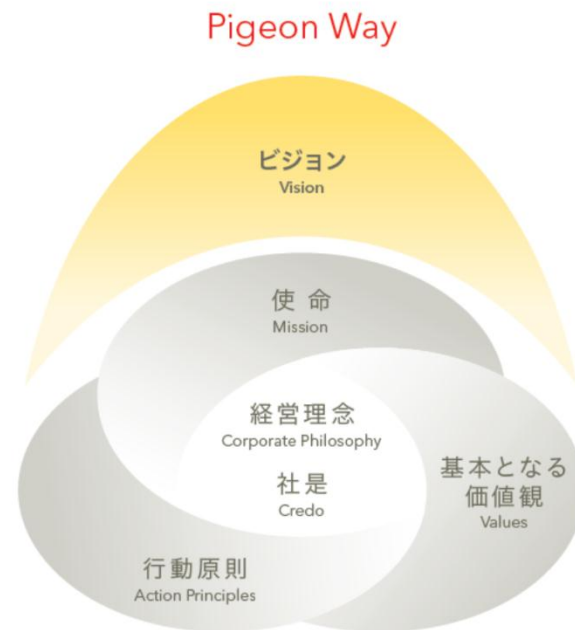 Pigeon Way
ビジョン
Vision
使命
Mission
経営理念
Corporate Philosophy
社是
Credo
基本となる
価値観
Values
行動原則
Action Principles